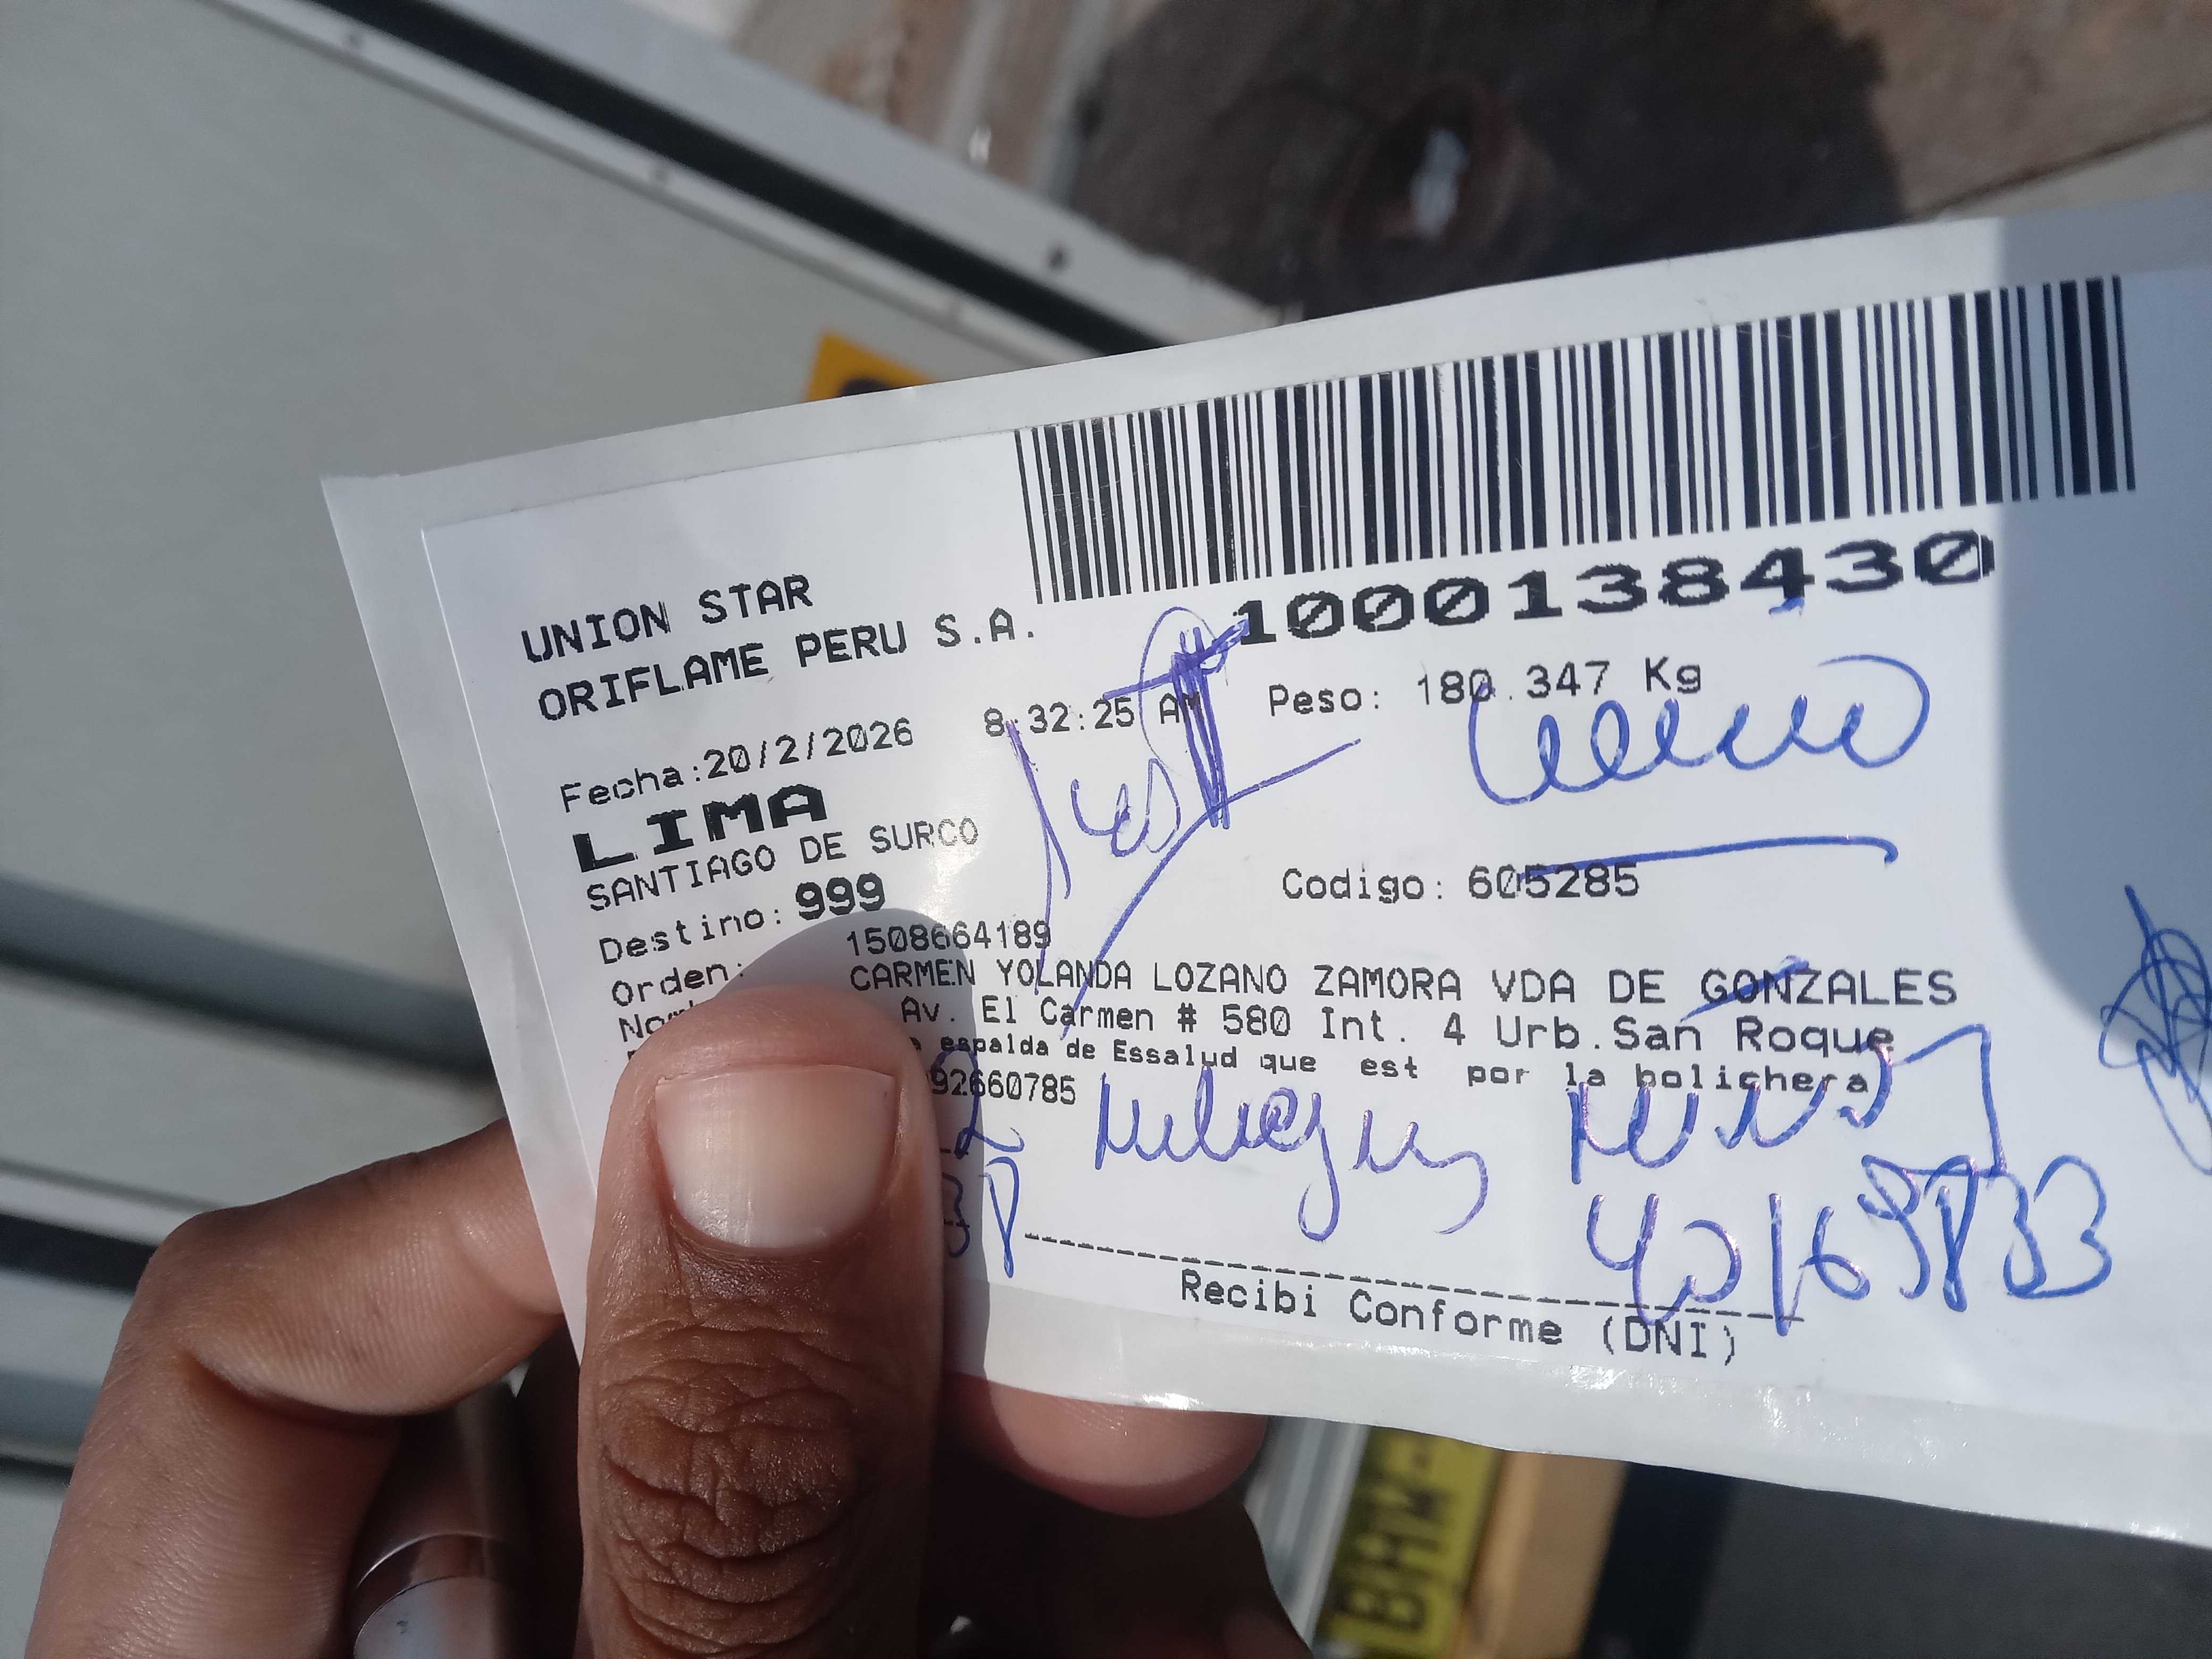 1000138430
UNION STAR
ORIFLAME PERU S.A.
Fecha:20/2/2026 8:32:25 AM Peso: 180.347 Kg
LIMA
SANTIAGO DE SURCO
Destino: 999 Codigo: 605285
Orden: 1508664189
CARMEN YOLANDA LOZANO ZAMORA VDA DE GONZALES
Av. El Carmen # 580 Int. 4 Urb.San Roque
espalda de Essalud que est por la bolichera
92660785
Recibi Conforme (DNI)